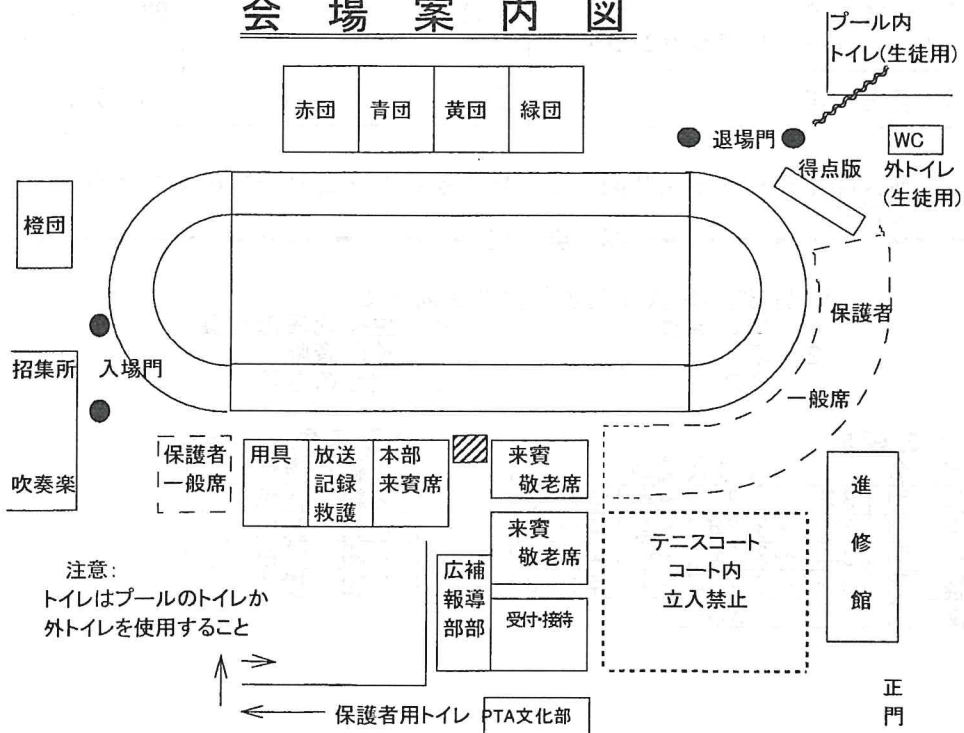 会場案内図
プール内
トイレ(生徒用)
赤団
青団
黄団
緑団
退場門
WC
得点版
外トイレ
(生徒用)
橙団
保護者
一般席
招集所
入場門
吹奏楽
保護者
一般席
用具
放送
記録
救護
本部
来賓席
来賓
敬老席
来賓
敬老席
広補
報導
部部
受付・接待
テニスコート
コート内
立入禁止
進修館
注意:
トイレはプールのトイレか
外トイレを使用すること
保護者用トイレ
PTA文化部
正門